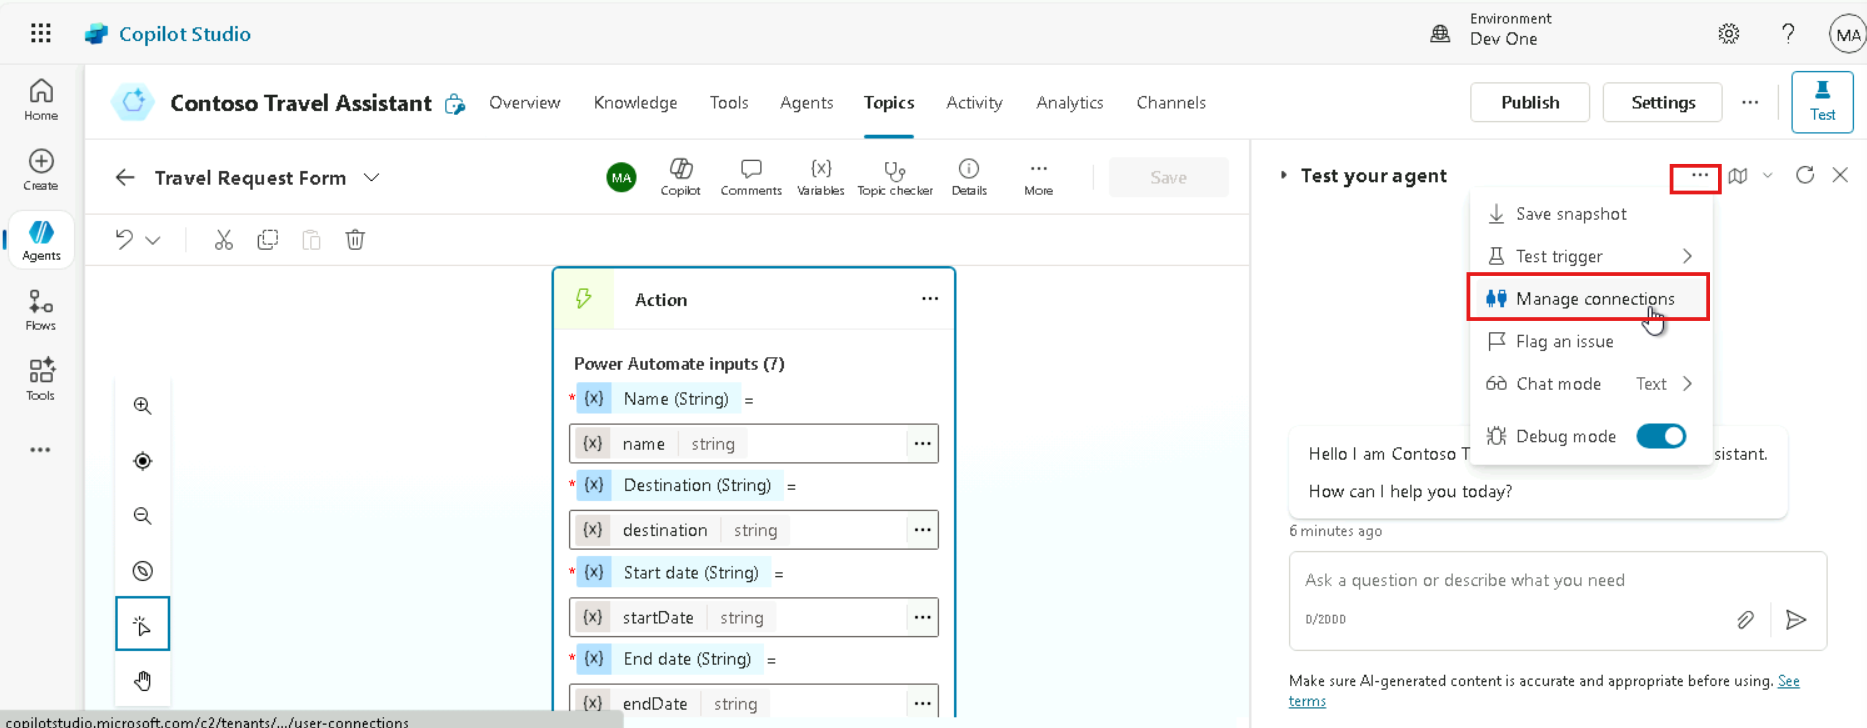 Copilot Studio
Environment
Dev One
MA
Home
Create
Agents
Flows
Tools
Contoso Travel Assistant
Overview
Knowledge
Tools
Agents
Topics
Activity
Analytics
Channels
Publish
Settings
Test
Travel Request Form
MA
Copilot
Comments
{x}
Variables
Topic checker
Details
More
Save
Action
Power Automate inputs (7)
* {x} Name (String) =
{x} name string
* {x} Destination (String) =
{x} destination string
* {x} Start date (String) =
{x} startDate string
* {x} End date (String) =
{x} endDate string
Test your agent
Save snapshot
Test trigger
Manage connections
Flag an issue
Chat mode Text
Debug mode
Hello I am Contoso T sistant.
How can I help you today?
6 minutes ago
Ask a question or describe what you need
0/2000
Make sure AI-generated content is accurate and appropriate before using. See
terms
copilotstudio.microsoft.com/c2/tenants/.../user-connections